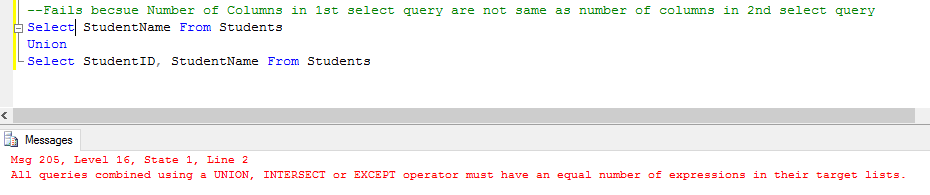 --Fails becsue Number of Columns in 1st select query are not same as number of columns in 2nd select query
Select StudentName From Students
Union
Select StudentID, StudentName From Students
Messages
Msg 205, Level 16, State 1, Line 2
All queries combined using a UNION, INTERSECT or EXCEPT operator must have an equal number of expressions in their target lists.